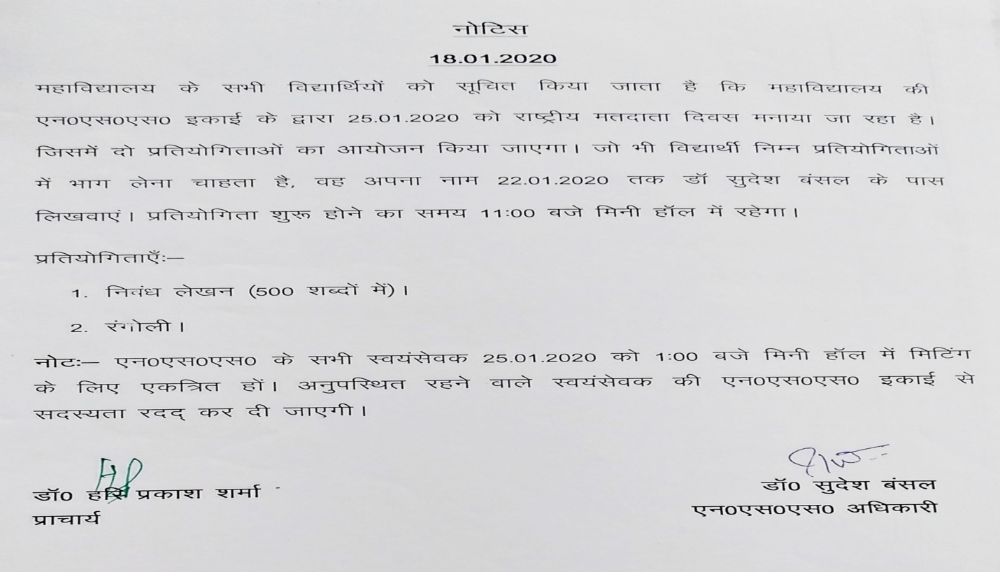 नोटिस
18.01.2020
महाविद्यालय के सभी विद्यार्थियों को सूचित किया जाता है कि महाविद्यालय की
एन0एस0एस0 इकाई के द्वारा 25.01.2020 को राष्ट्रीय मतदाता दिवस मनाया जा रहा है।
जिसमें दो प्रतियोगिताओं का आयोजन किया जाएगा। जो भी विद्यार्थी निम्न प्रतियोगिताओं
में भाग लेना चाहता है, वह अपना नाम 22.01.2020 तक डॉ सुदेश बंसल के पास
लिखवाएं। प्रतियोगिता शुरू होने का समय 11:00 बजे मिनी हॉल में रहेगा।
प्रतियोगिताएँ:—
1. निबंध लेखन (500 शब्दों में)।
2. रंगोली।
नोटः— एन0एस0एस0 के सभी स्वयंसेवक 25.01.2020 को 1:00 बजे मिनी हॉल में मिटिंग
के लिए एकत्रित हों। अनुपस्थित रहने वाले स्वयंसेवक की एन0एस0एस0 इकाई से
सदस्यता रदद् कर दी जाएगी।
डॉ0 हरि प्रकाश शर्मा
प्राचार्य
डॉ0 सुदेश बंसल
एन0एस0एस0 अधिकारी